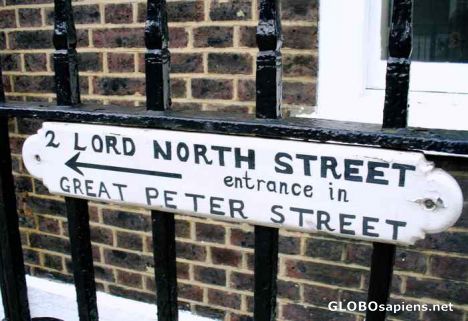 2 LORD NORTH STREET
entrance in
GREAT PETER STREET
GLOBOsapiens.net